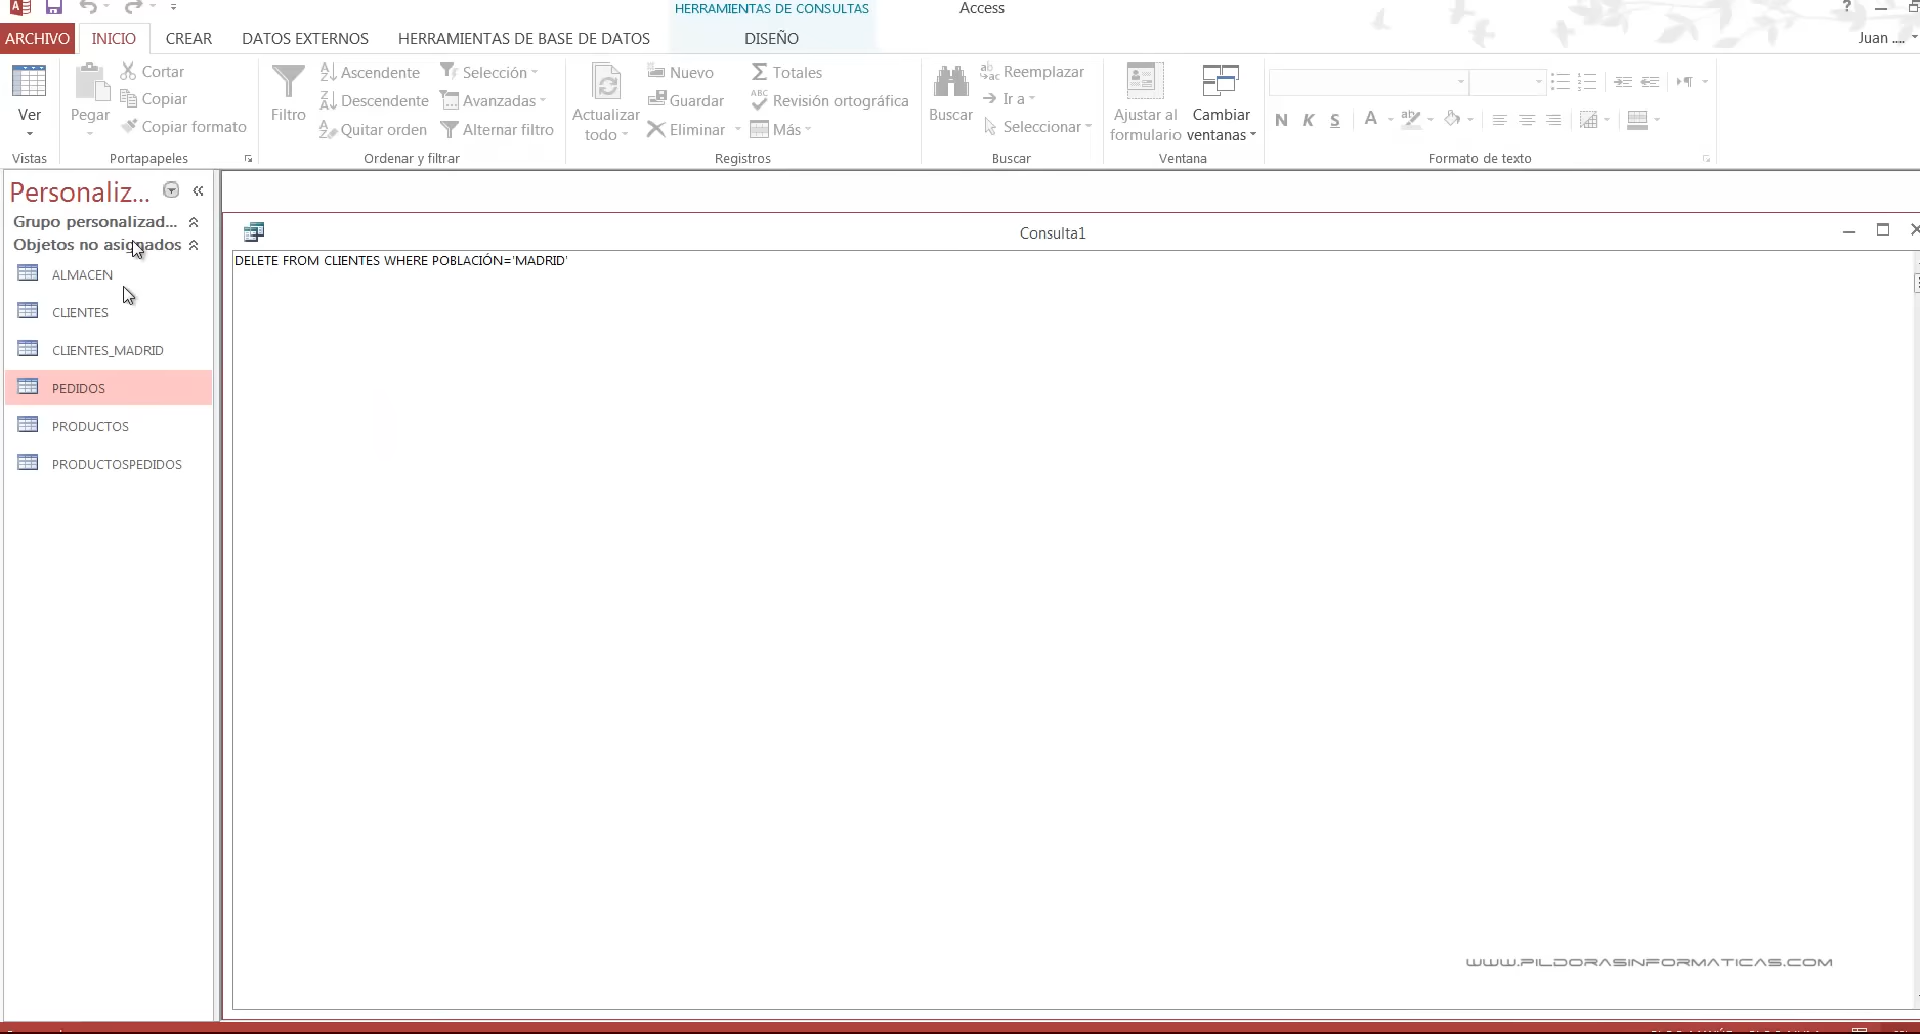 HERRAMIENTAS DE CONSULTAS Access ?
ARCHIVO INICIO CREAR DATOS EXTERNOS HERRAMIENTAS DE BASE DE DATOS DISEÑO Juan ....
Ver
Vistas
Pegar
Cortar
Copiar
Copiar formato
Portapapeles
Filtro
Ascendente
Descendente
Quitar orden
Selección
Avanzadas
Alternar filtro
Ordenar y filtrar
Actualizar
todo
Nuevo
Guardar
Eliminar
Totales
Revisión ortográfica
Más
Registros
Buscar
Reemplazar
Ir a
Seleccionar
Buscar
Ajustar al
formulario
Cambiar
ventanas
Ventana
N K S A
Formato de texto
Personaliz...
Grupo personalizad...
Objetos no asignados
ALMACEN
CLIENTES
CLIENTES_MADRID
PEDIDOS
PRODUCTOS
PRODUCTOSPEDIDOS
Consulta1
DELETE FROM CLIENTES WHERE POBLACIÓN='MADRID'
WWW.PILDORASINFORMATICAS.COM